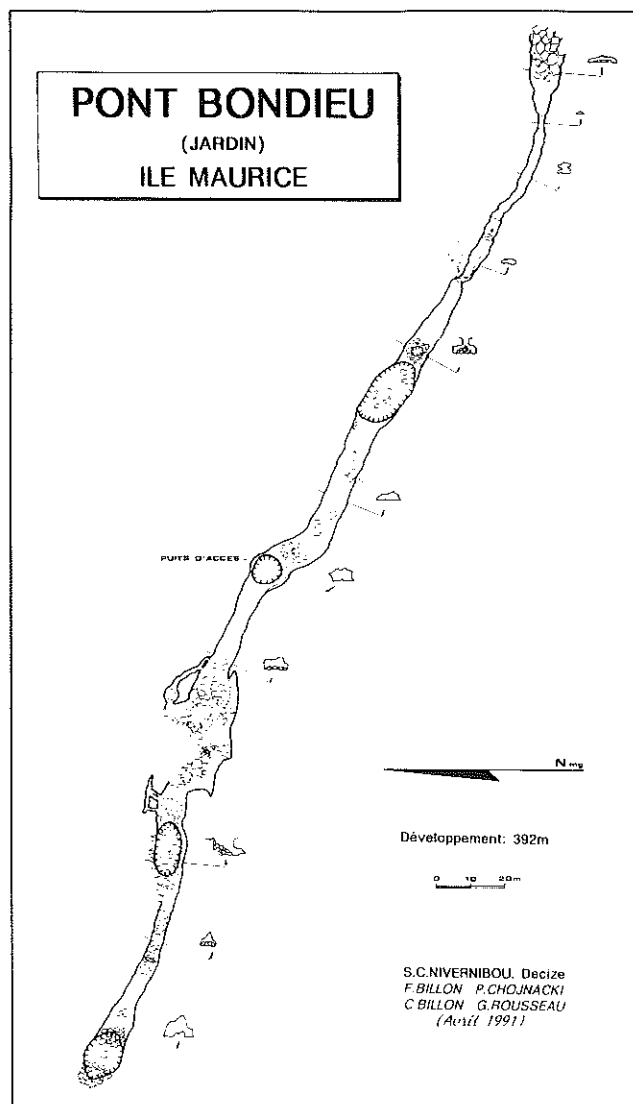 PONT BONDIEU
(JARDIN)
ILE MAURICE
PUITS D'ACCES
N mg
Développement: 392m
0 10 20m
S.C.NIVERNIBOU. Decize
F.BILLON P.CHOJNACKI
C BILLON G.ROUSSEAU
(Avril 1991)